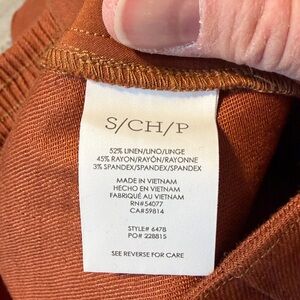 S/CH/P
52% LINEN/LINO/LINGE
45% RAYON/RAYÓN/RAYONNE
3% SPANDEX/SPANDEX/SPANDEX
MADE IN VIETNAM
HECHO EN VIETNAM
FABRIQUÉ AU VIETNAM
RN#54077
CA#59814
STYLE# 6478
PO# 228815
SEE REVERSE FOR CARE